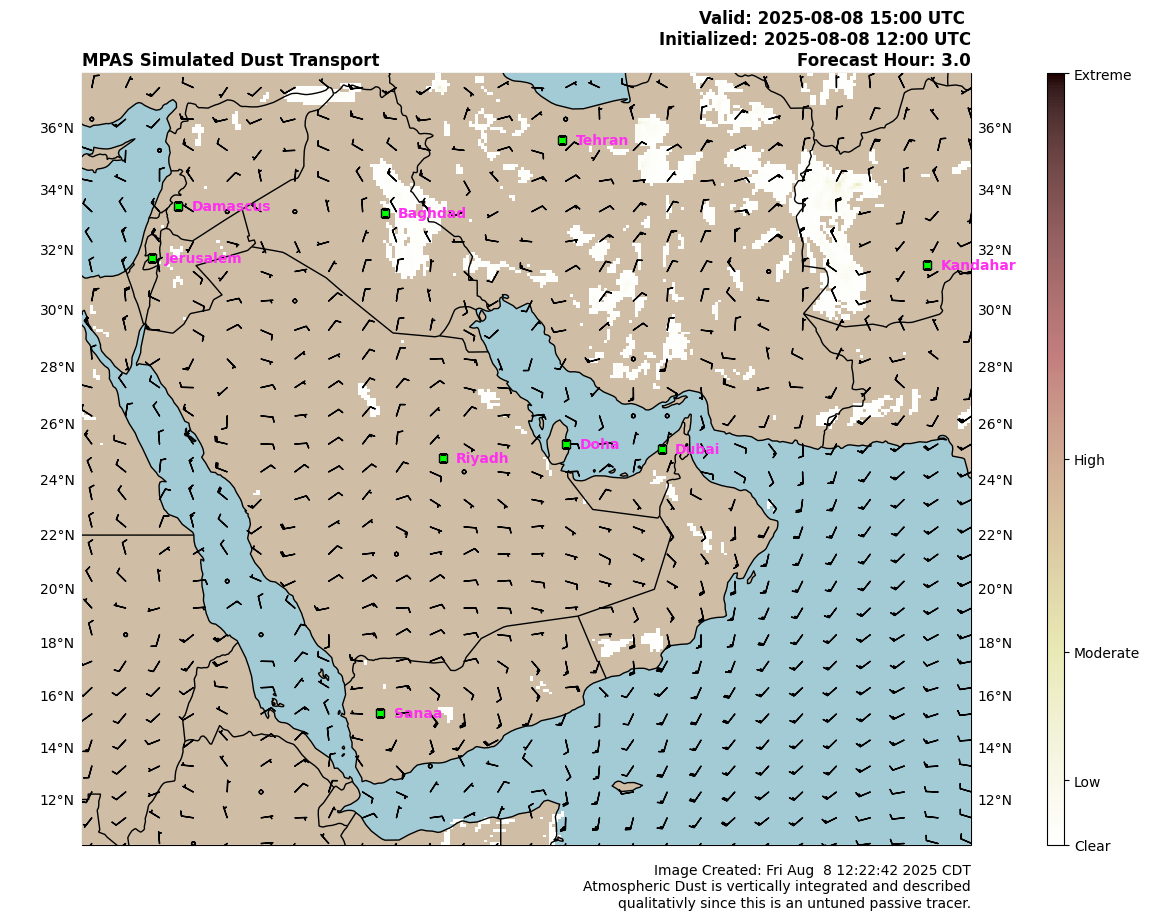 Valid: 2025-08-08 15:00 UTC
Initialized: 2025-08-08 12:00 UTC
MPAS Simulated Dust Transport
Forecast Hour: 3.0
Extreme
36°N
36°N
Tehran
34°N
34°N
Damascus
Baghdad
32°N
32°N
Jerusalem
Kandahar
30°N
30°N
28°N
28°N
26°N
26°N
Doha
Dubai
Riyadh
High
24°N
24°N
22°N
22°N
20°N
20°N
18°N
18°N
Moderate
16°N
16°N
Sanaa
14°N
14°N
Low
12°N
12°N
Clear
Image Created: Fri Aug  8 12:22:42 2025 CDT
Atmospheric Dust is vertically integrated and described
qualitativly since this is an untuned passive tracer.